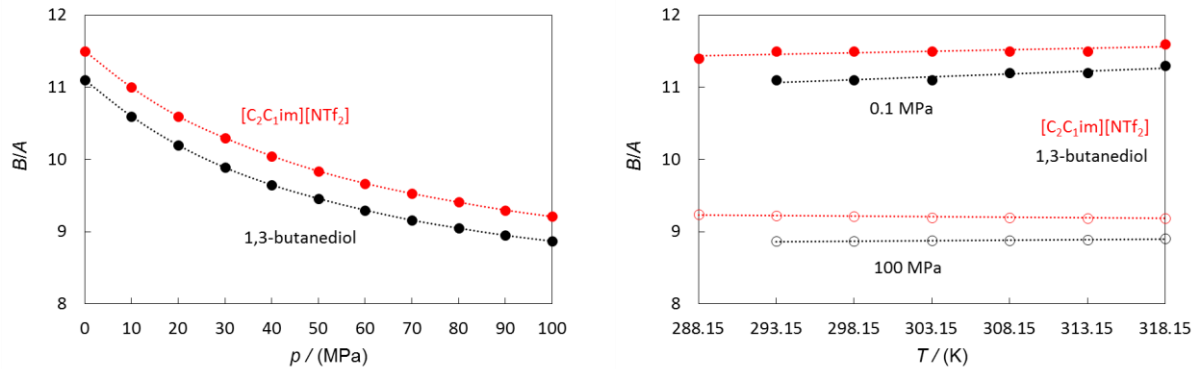 12
11
10
9
8
B/A
[C₂C₁im][NTf₂]
1,3-butanediol
0 10 20 30 40 50 60 70 80 90 100
p / (MPa)
12
11
10
9
8
B/A
0.1 MPa
[C₂C₁im][NTf₂]
1,3-butanediol
100 MPa
288.15 293.15 298.15 303.15 308.15 313.15 318.15
T / (K)